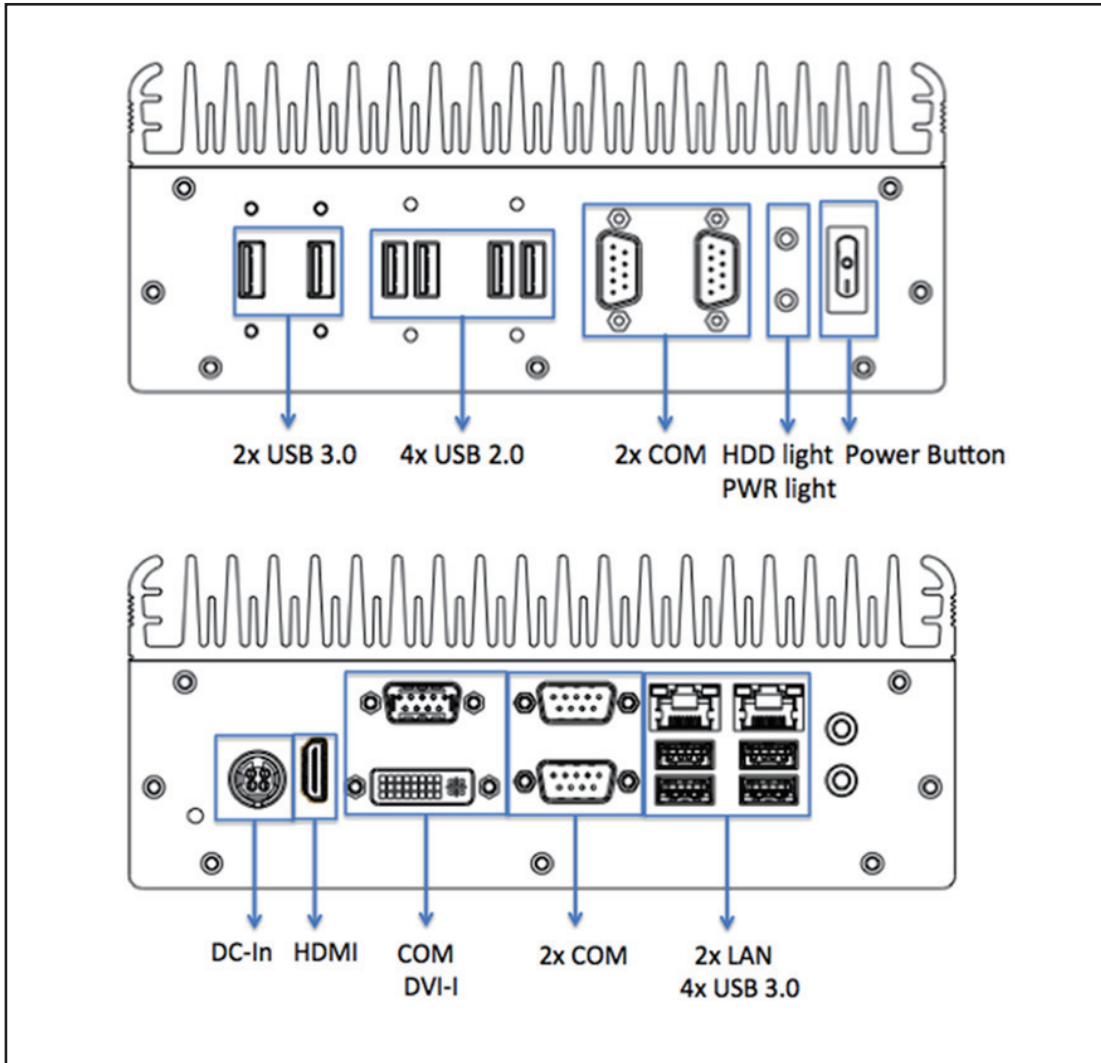 2x USB 3.0
4x USB 2.0
2x COM
HDD light
PWR light
Power Button
DC-In
HDMI
COM
DVI-I
2x COM
2x LAN
4x USB 3.0